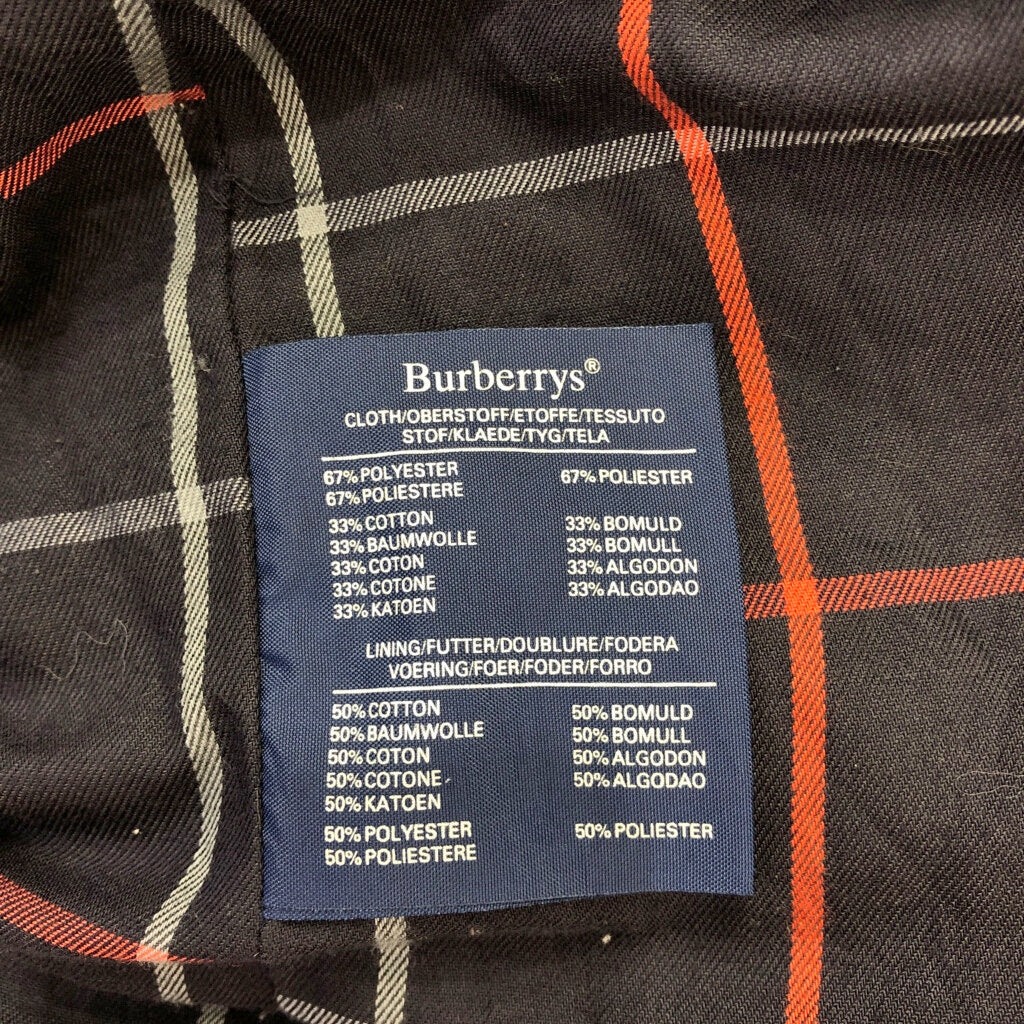 Burberrys®
CLOTH/OBERSTOFF/ETOFFE/TESSUTO
STOF/KLAEDE/TYG/TELA
67% POLYESTER 67% POLIESTER
67% POLIESTERE
33% COTTON 33% BOMULD
33% BAUMWOLLE 33% BOMULL
33% COTON 33% ALGODON
33% COTONE 33% ALGODAO
33% KATOEN
LINING/FUTTER/DOUBLURE/FODERA
VOERING/FOER/FODER/FORRO
50% COTTON 50% BOMULD
50% BAUMWOLLE 50% BOMULL
50% COTON 50% ALGODON
50% COTONE 50% ALGODAO
50% KATOEN
50% POLYESTER 50% POLIESTER
50% POLIESTERE